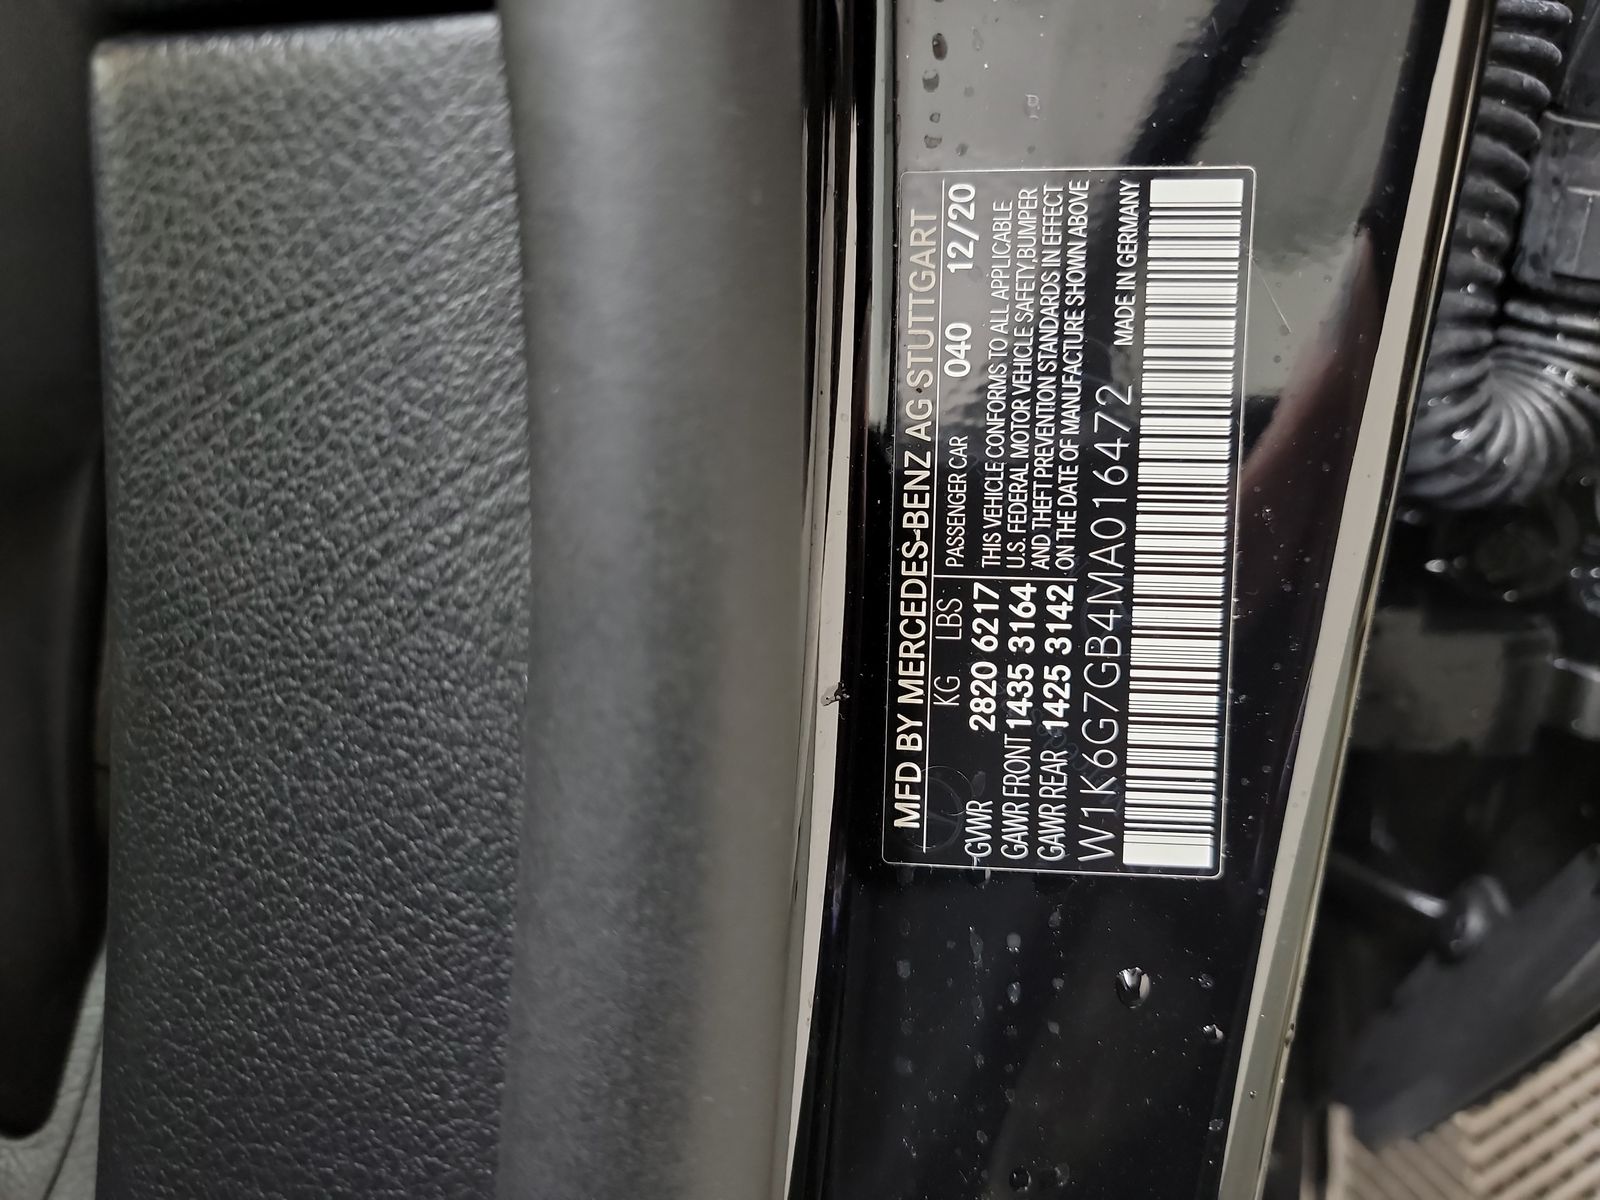 MFD BY MERCEDES-BENZ AG·STUTTGART
KG LBS PASSENGER CAR 040 12/20
GVWR 2820 6217 THIS VEHICLE CONFORMS TO ALL APPLICABLE
U.S. FEDERAL MOTOR VEHICLE SAFETY,BUMPER
GAWR FRONT 1435 3164 AND THEFT PREVENTION STANDARDS IN EFFECT
GAWR REAR 1425 3142 ON THE DATE OF MANUFACTURE SHOWN ABOVE
W1K6G7GB4MA016472 MADE IN GERMANY